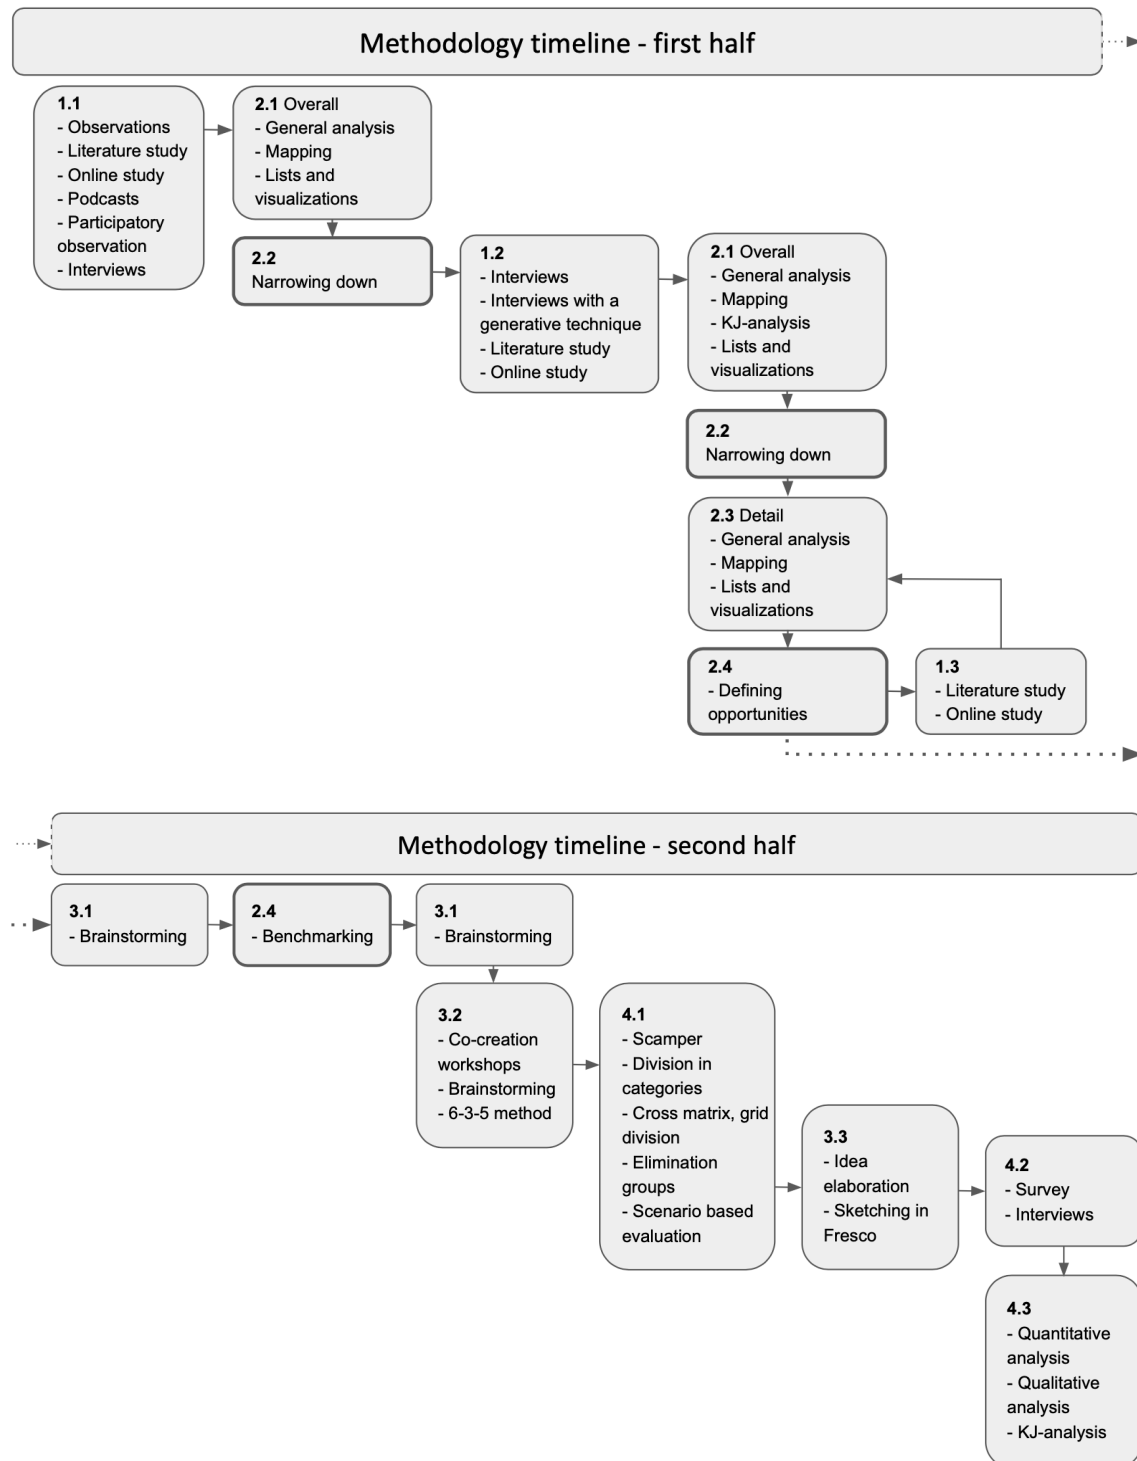 Methodology timeline - first half
1.1
- Observations
- Literature study
- Online study
- Podcasts
- Participatory
observation
- Interviews
2.1 Overall
- General analysis
- Mapping
- Lists and
visualizations
2.2
Narrowing down
1.2
- Interviews
- Interviews with a
generative technique
- Literature study
- Online study
2.1 Overall
- General analysis
- Mapping
- KJ-analysis
- Lists and
visualizations
2.2
Narrowing down
2.3 Detail
- General analysis
- Mapping
- Lists and
visualizations
2.4
- Defining
opportunities
1.3
- Literature study
- Online study
Methodology timeline - second half
3.1
- Brainstorming
2.4
- Benchmarking
3.1
- Brainstorming
3.2
- Co-creation
workshops
- Brainstorming
- 6-3-5 method
4.1
- Scamper
- Division in
categories
- Cross matrix, grid
division
- Elimination
groups
- Scenario based
evaluation
3.3
- Idea
elaboration
- Sketching in
Fresco
4.2
- Survey
- Interviews
4.3
- Quantitative
analysis
- Qualitative
analysis
- KJ-analysis